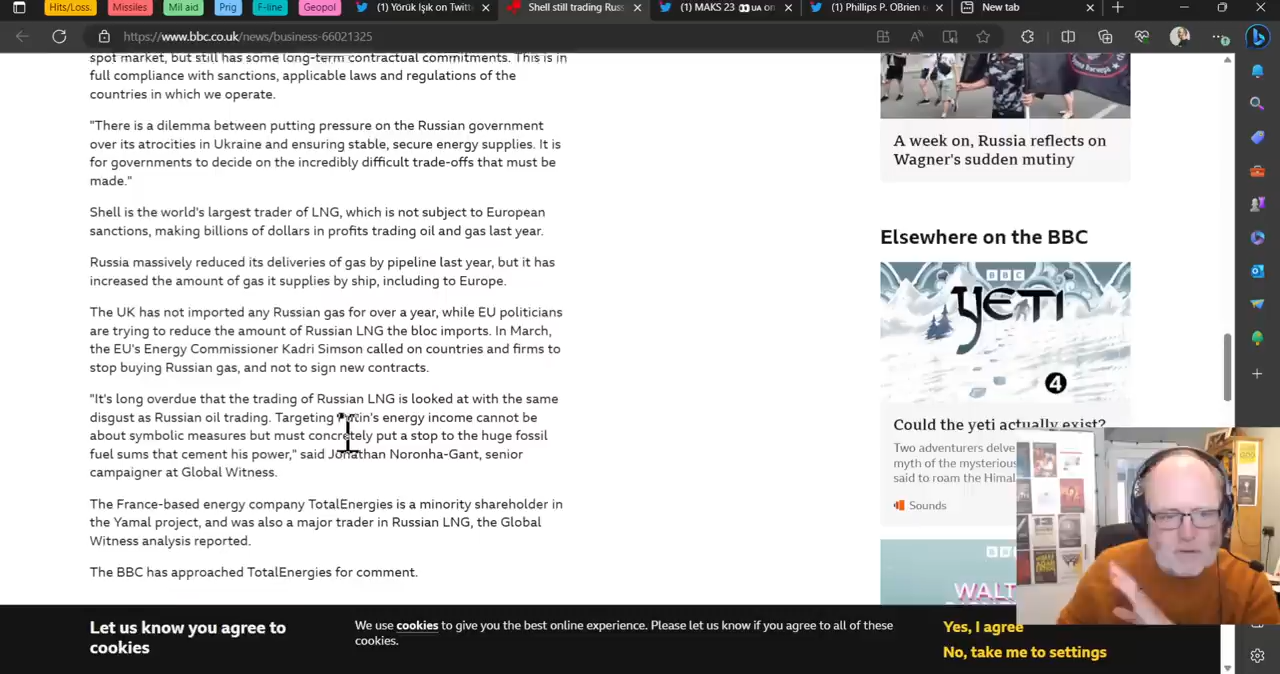 Hits/Loss.
Missiles
Mil aid
Prig
F-line
Geopol
(1) Yörük Işık on Twitt
Shell still trading Russ
(1) MAKS 23 UA on
(1) Phillips P. OBrien
New tab
https://www.bbc.co.uk/news/business-66021325
spot market, but still has some long-term contractual commitments. This is in
full compliance with sanctions, applicable laws and regulations of the
countries in which we operate.
"There is a dilemma between putting pressure on the Russian government
over its atrocities in Ukraine and ensuring stable, secure energy supplies. It is
for governments to decide on the incredibly difficult trade-offs that must be
made."
Shell is the world's largest trader of LNG, which is not subject to European
sanctions, making billions of dollars in profits trading oil and gas last year.
Russia massively reduced its deliveries of gas by pipeline last year, but it has
increased the amount of gas it supplies by ship, including to Europe.
The UK has not imported any Russian gas for over a year, while EU politicians
are trying to reduce the amount of Russian LNG the bloc imports. In March,
the EU's Energy Commissioner Kadri Simson called on countries and firms to
stop buying Russian gas, and not to sign new contracts.
"It's long overdue that the trading of Russian LNG is looked at with the same
disgust as Russian oil trading. Targeting Putin's energy income cannot be
about symbolic measures but must concretely put a stop to the huge fossil
fuel sums that cement his power," said Jonathan Noronha-Gant, senior
campaigner at Global Witness.
The France-based energy company TotalEnergies is a minority shareholder in
the Yamal project, and was also a major trader in Russian LNG, the Global
Witness analysis reported.
The BBC has approached TotalEnergies for comment.
A week on, Russia reflects on
Wagner's sudden mutiny
Elsewhere on the BBC
BBC
YETI
4
Could the yeti actually exist?
Two adventurers delve
myth of the mysterious
said to roam the Himal
Sounds
WALT
Let us know you agree to
cookies
We use cookies to give you the best online experience. Please let us know if you agree to all of these
cookies.
Yes, I agree
No, take me to settings